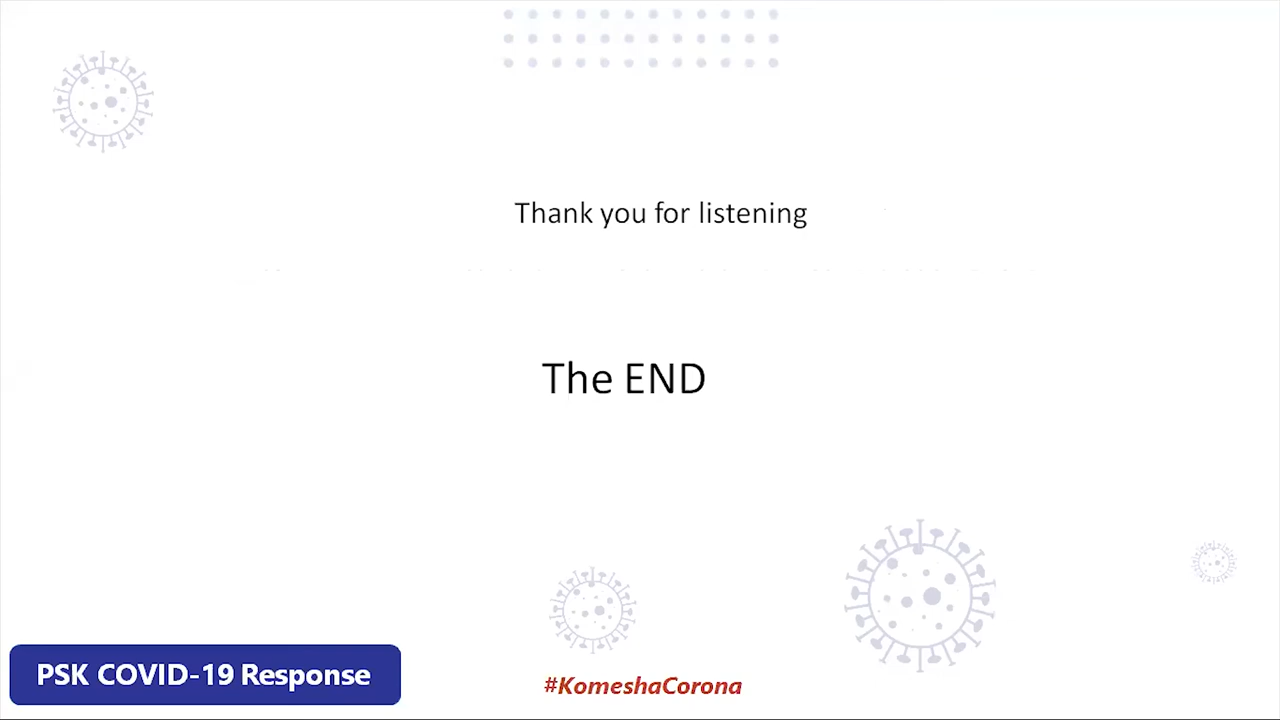 Thank you for listening
The END
PSK COVID-19 Response
#KomeshaCorona